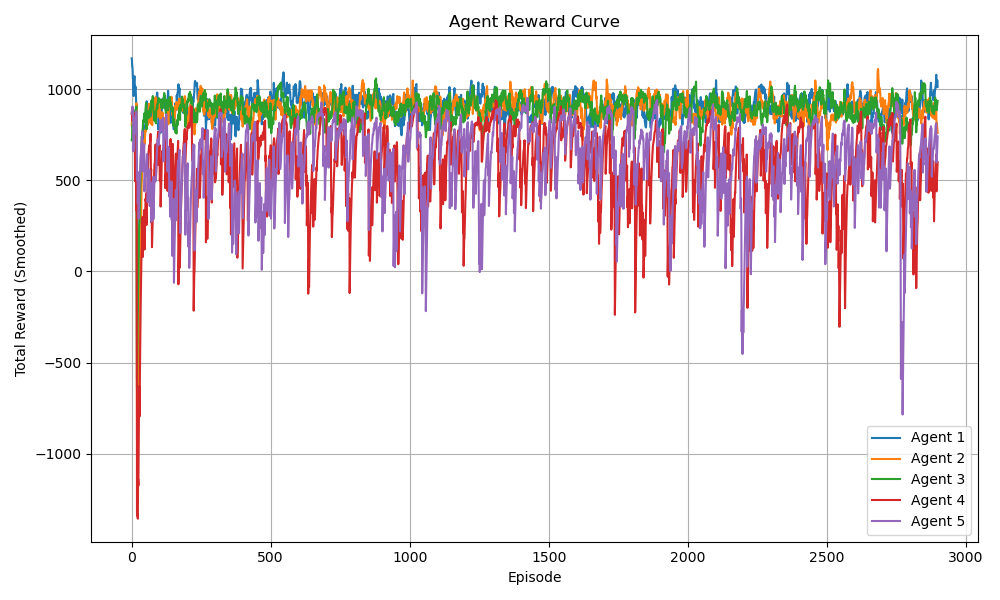 Agent Reward Curve
Total Reward (Smoothed)
1000
500
0
−500
−1000
0
500
1000
1500
2000
2500
3000
Episode
Agent 1
Agent 2
Agent 3
Agent 4
Agent 5